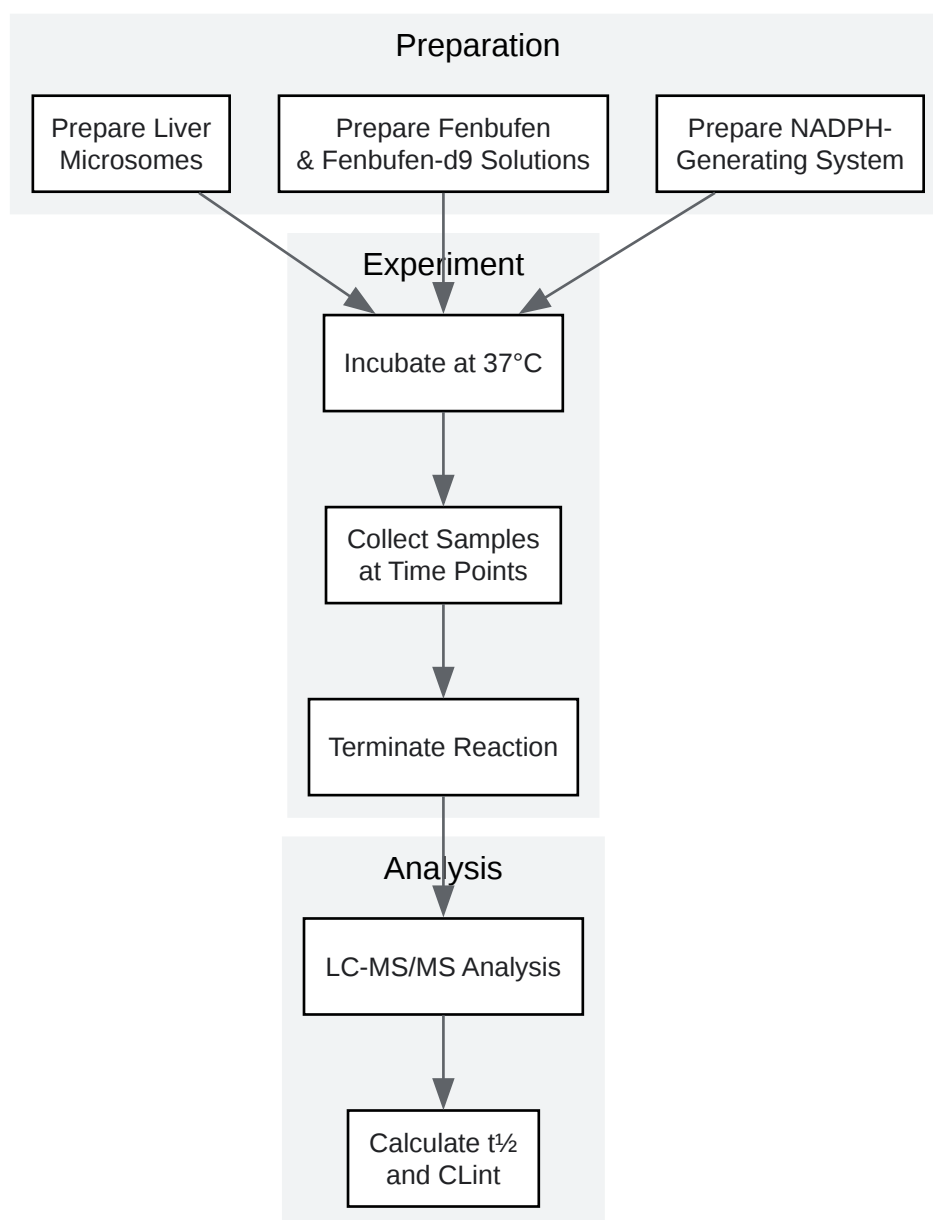 Preparation
Prepare Liver
Microsomes
Prepare Fenbufen
& Fenbufen-d9 Solutions
Prepare NADPH-
Generating System
Experiment
Incubate at 37°C
Collect Samples
at Time Points
Terminate Reaction
Analysis
LC-MS/MS Analysis
Calculate t½
and CLint